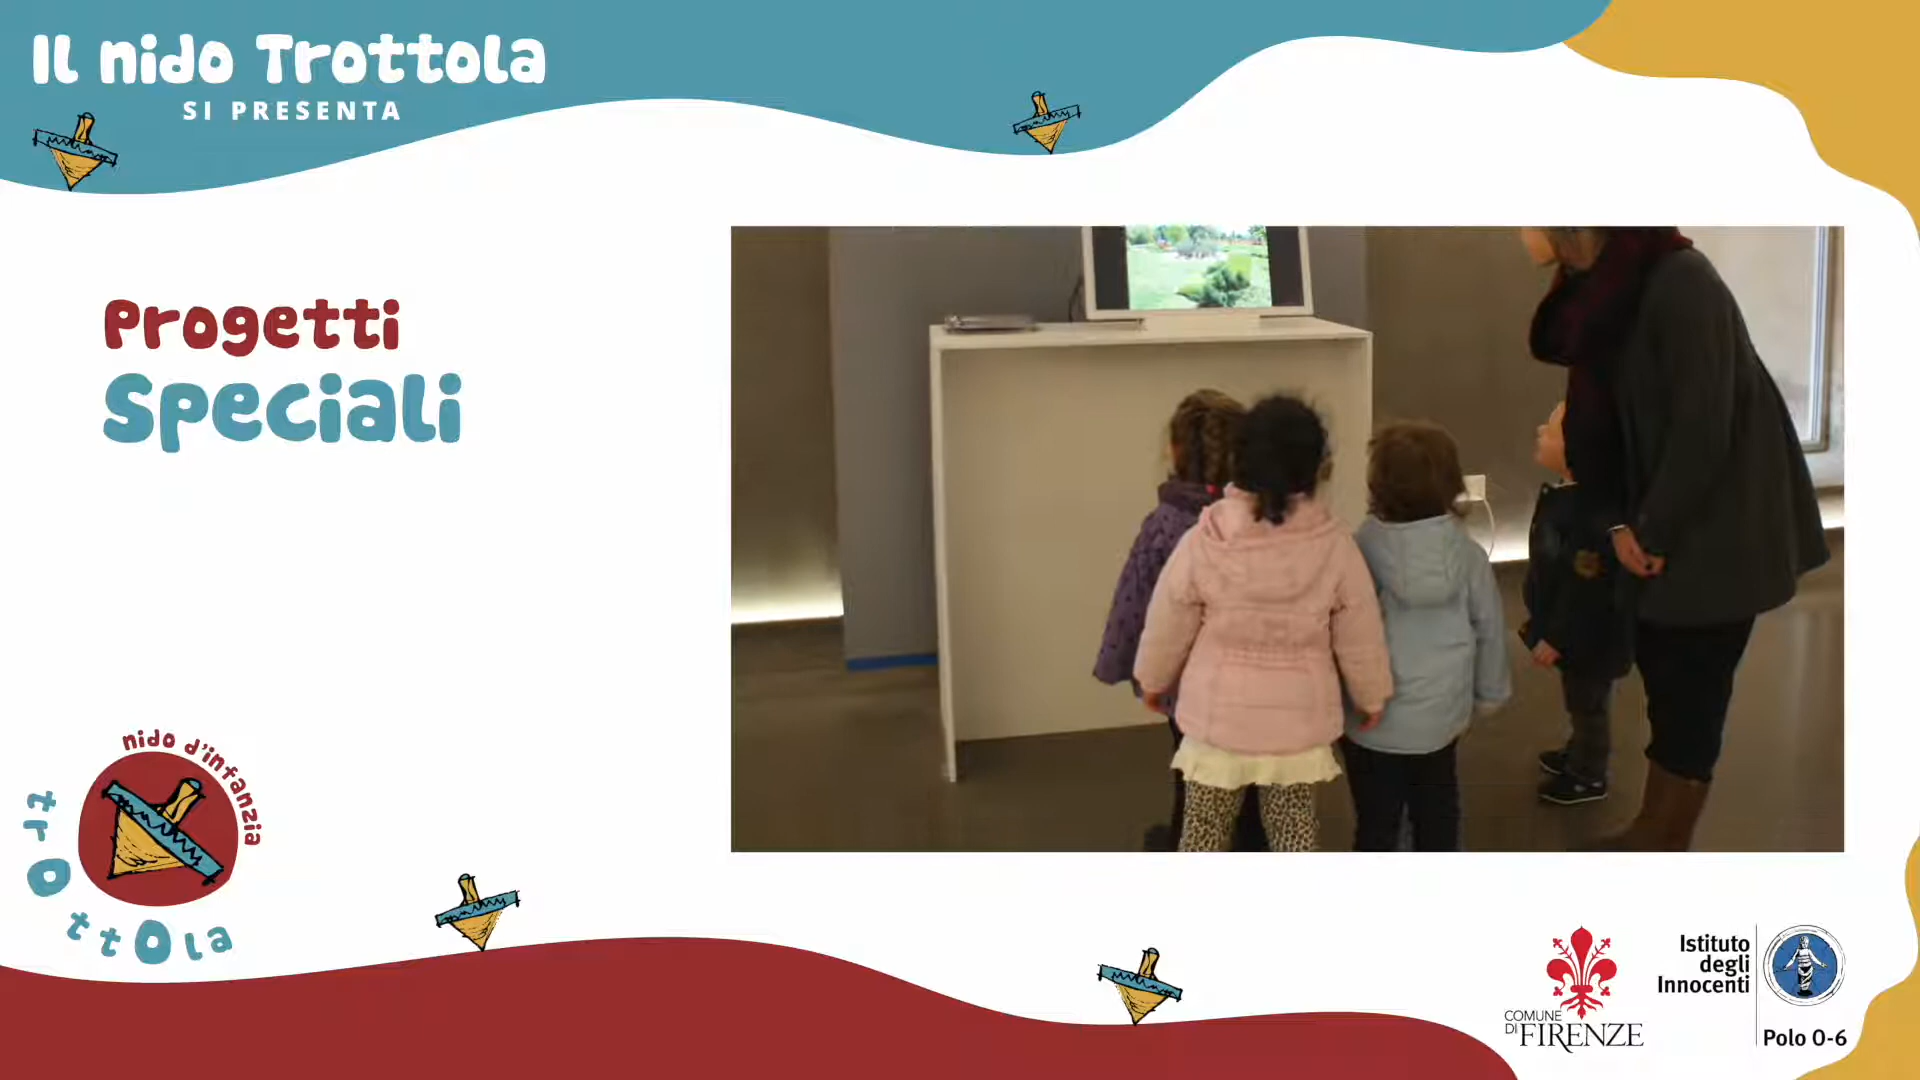 Il nido Trottola
SI PRESENTA
Progetti
Speciali
nido d'infanzia
trOttOla
COMUNE
DI FIRENZE
Istituto
degli
Innocenti
Polo 0-6